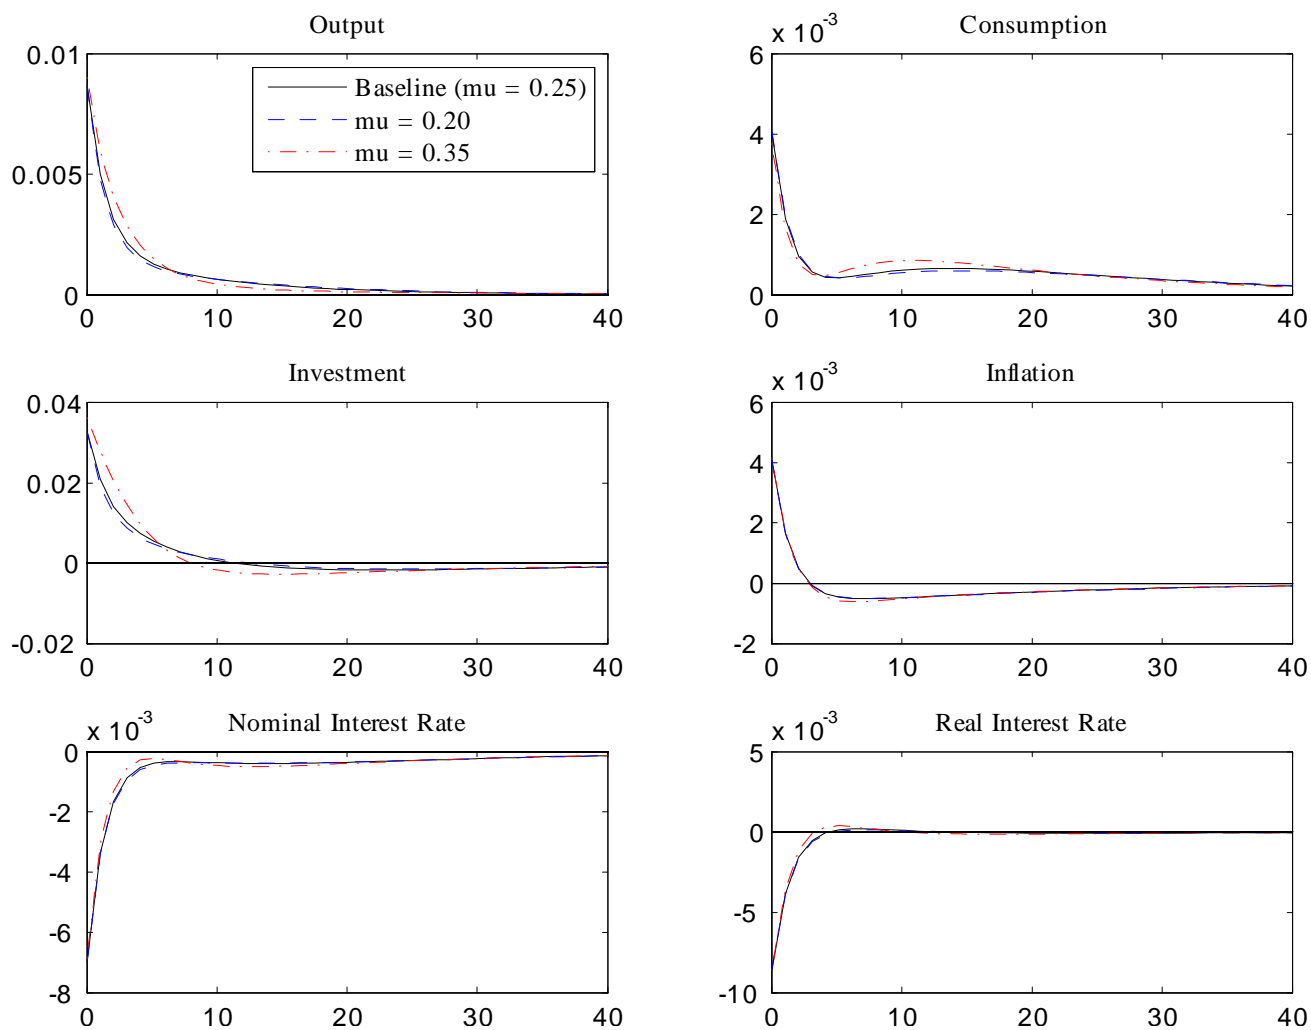 Output
0.01
0.005
0
0 10 20 30 40
Baseline (mu = 0.25)
mu = 0.20
mu = 0.35
Consumption
x 10-3
6
4
2
0
0 10 20 30 40
Investment
0.04
0.02
0
-0.02
0 10 20 30 40
Inflation
x 10-3
6
4
2
0
-2
0 10 20 30 40
Nominal Interest Rate
x 10-3
0
-2
-4
-6
-8
0 10 20 30 40
Real Interest Rate
x 10-3
5
0
-5
-10
0 10 20 30 40